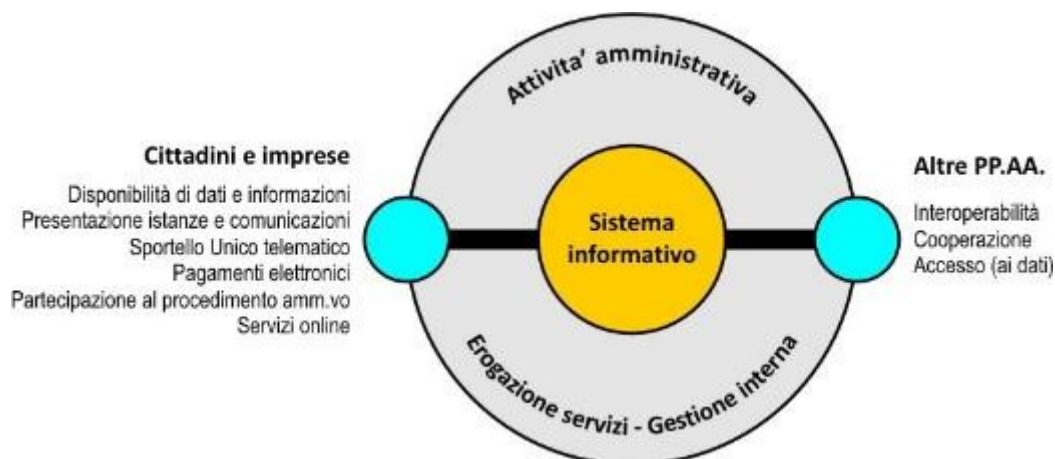 Attivita' amministrativa
Cittadini e imprese
Disponibilità di dati e informazioni
Presentazione istanze e comunicazioni
Sportello Unico telematico
Pagamenti elettronici
Partecipazione al procedimento amm.vo
Servizi online
Sistema
informativo
Altre PP.AA.
Interoperabilità
Cooperazione
Accesso (ai dati)
Erogazione servizi - Gestione interna